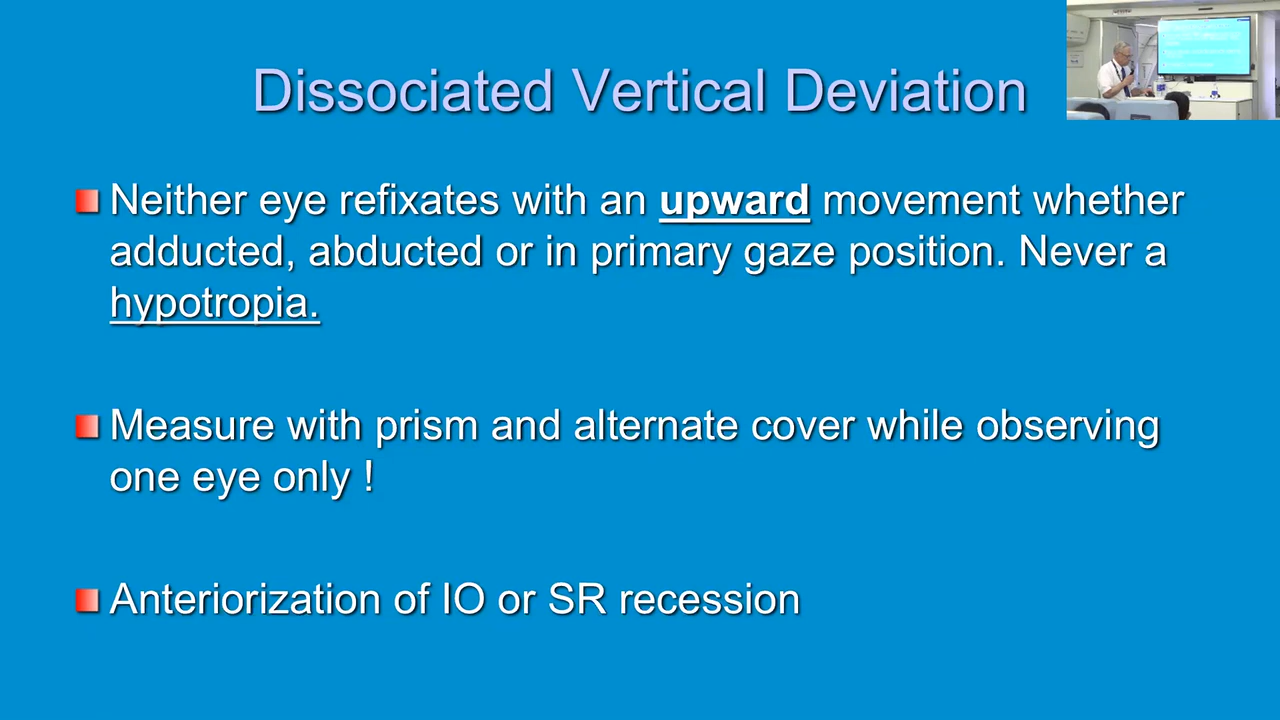 Dissociated Vertical Deviation
Neither eye refixates with an upward movement whether
adducted, abducted or in primary gaze position. Never a
hypotropia.
Measure with prism and alternate cover while observing
one eye only !
Anteriorization of IO or SR recession